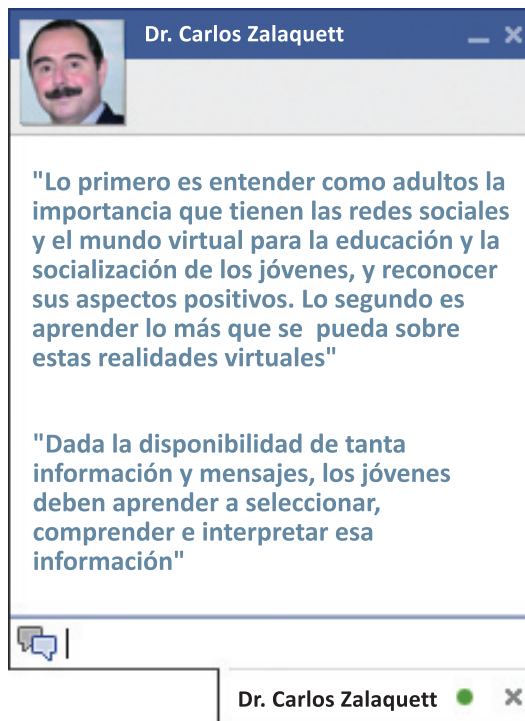 Dr. Carlos Zalaquett
"Lo primero es entender como adultos la
importancia que tienen las redes sociales
y el mundo virtual para la educación y la
socialización de los jóvenes, y reconocer
sus aspectos positivos. Lo segundo es
aprender lo más que se pueda sobre
estas realidades virtuales"
"Dada la disponibilidad de tanta
información y mensajes, los jóvenes
deben aprender a seleccionar,
comprender e interpretar esa
información"
Dr. Carlos Zalaquett